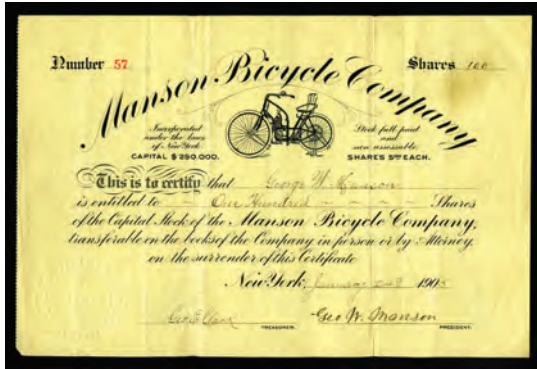 Number 57
Shares 100
Manson Bicycle Company
Incorporated
under the laws
of New York.
CAPITAL $250,000.
Stock full paid
and
non assessable.
SHARES $5⁰⁰ EACH.
This is to certify that George W. Manson
is entitled to One Hundred Shares
of the Capital Stock of the Manson Bicycle Company,
transferable on the books of the Company in person or by Attorney
on the surrender of this Certificate
New York, January 1905
Geo W. Manson
TREASURER.
PRESIDENT.